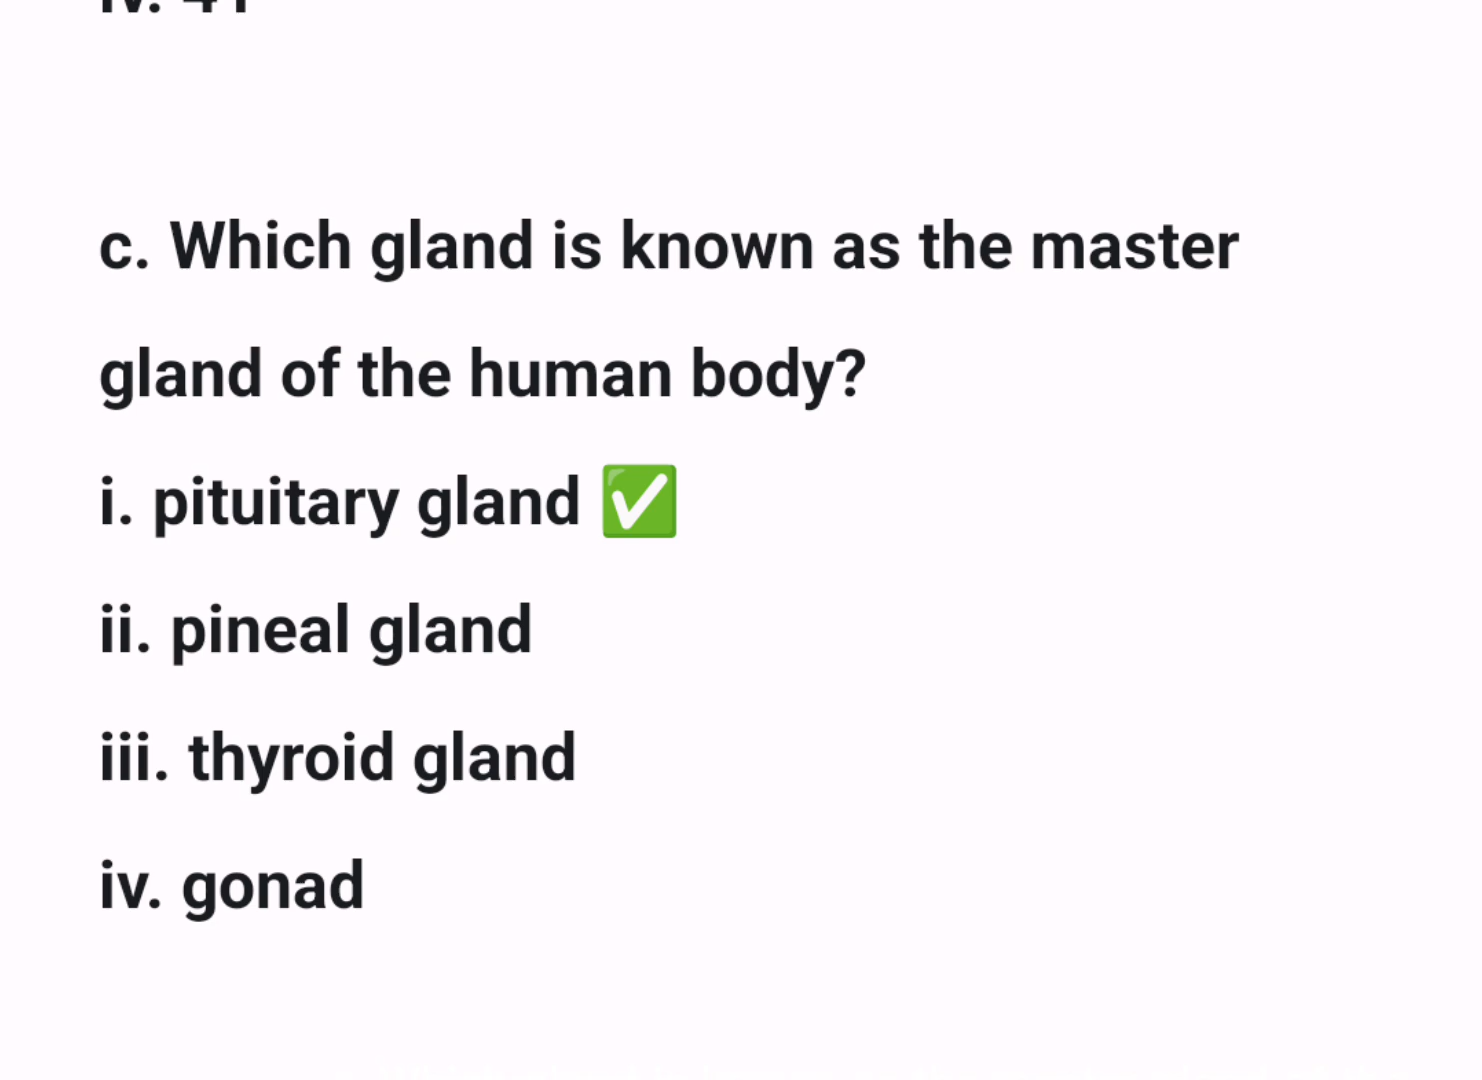 c. Which gland is known as the master
gland of the human body?
i. pituitary gland ✅
ii. pineal gland
iii. thyroid gland
iv. gonad